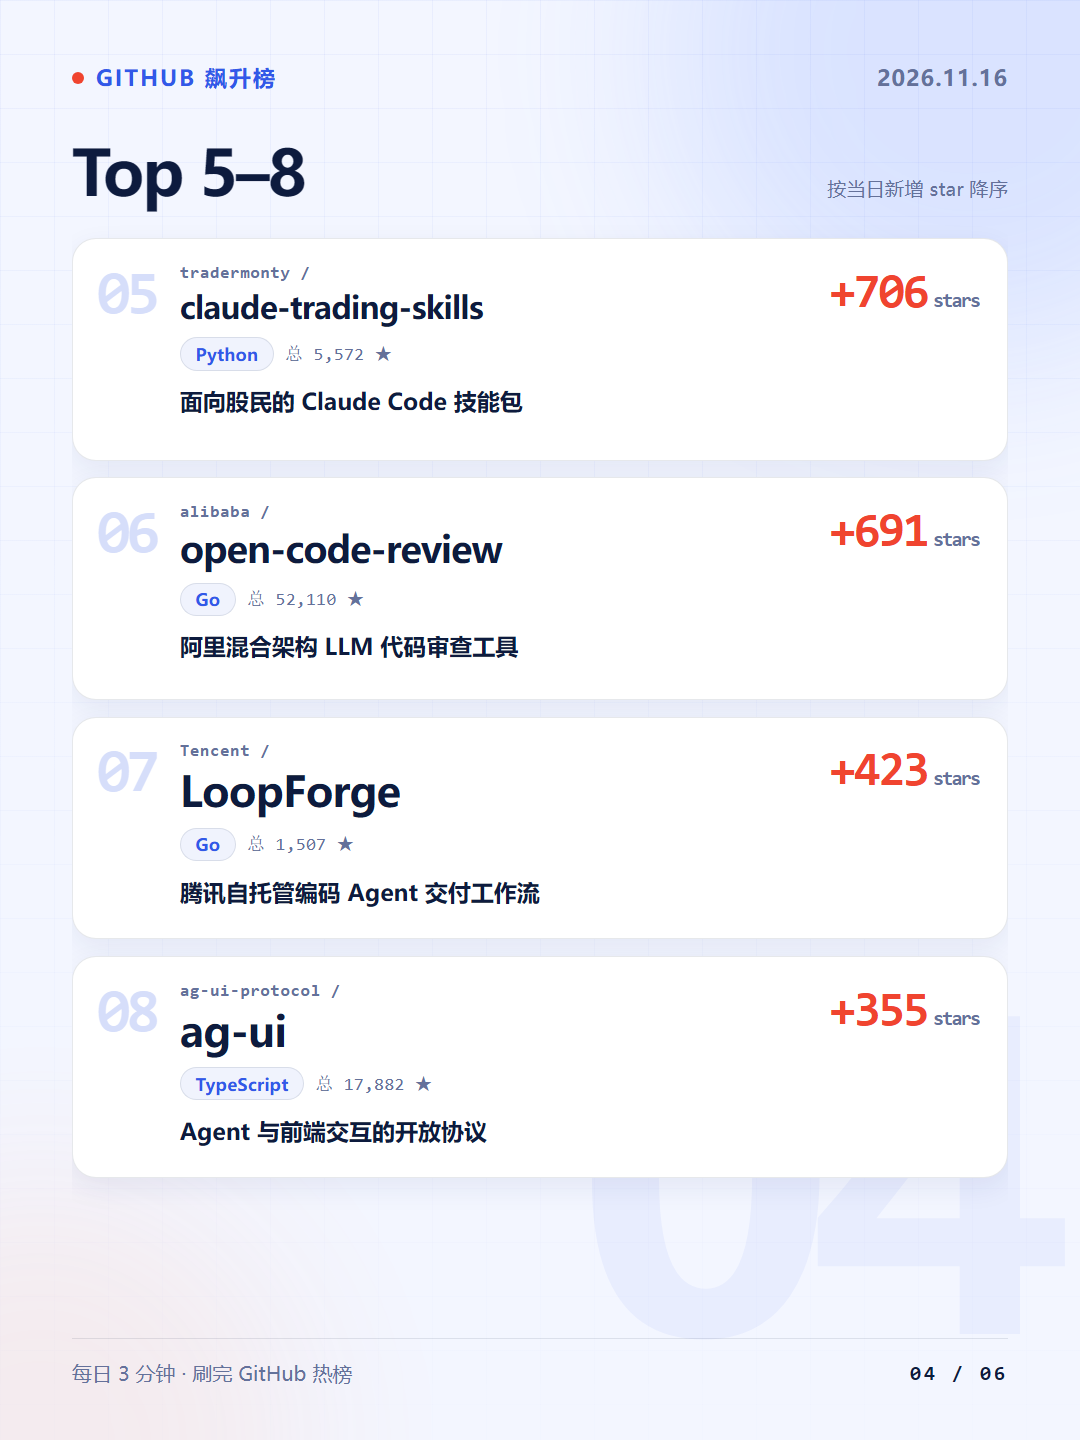 GITHUB 飙升榜
2026.11.16
Top 5–8
按当日新增 star 降序
05
tradermonty /
claude-trading-skills
+706 stars
Python
总 5,572 ★
面向股民的 Claude Code 技能包
06
alibaba /
open-code-review
+691 stars
Go
总 52,110 ★
阿里混合架构 LLM 代码审查工具
07
Tencent /
LoopForge
+423 stars
Go
总 1,507 ★
腾讯自托管编码 Agent 交付工作流
08
ag-ui-protocol /
ag-ui
+355 stars
TypeScript
总 17,882 ★
Agent 与前端交互的开放协议
04
每日 3 分钟 · 刷完 GitHub 热榜
04 / 06